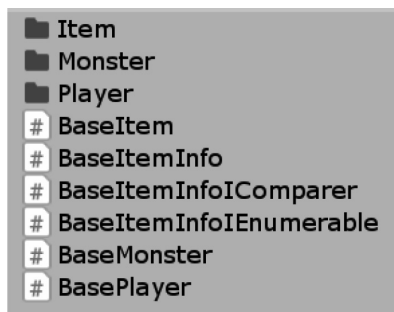 Item
Monster
Player
# BaseItem
# BaseItemInfo
# BaseItemInfoIComparer
# BaseItemInfoIEnumerable
# BaseMonster
# BasePlayer